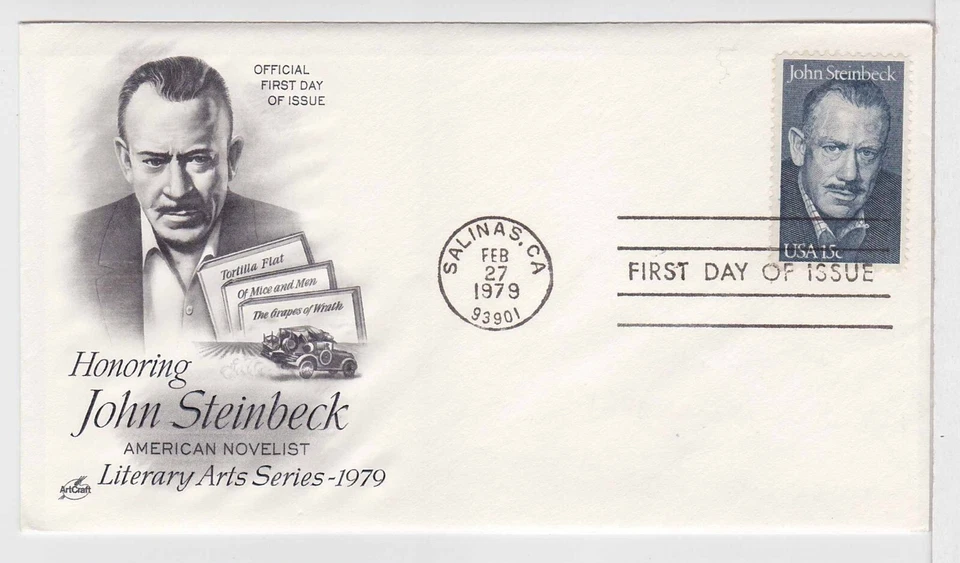 OFFICIAL
FIRST DAY
OF ISSUE
Tortilla Flat
Of Mice and Men
The Grapes of Wrath
Honoring
John Steinbeck
AMERICAN NOVELIST
Literary Arts Series-1979
ArtCraft
SALINAS, CA
FEB
27
1979
93901
John Steinbeck
USA 15c
FIRST DAY OF ISSUE